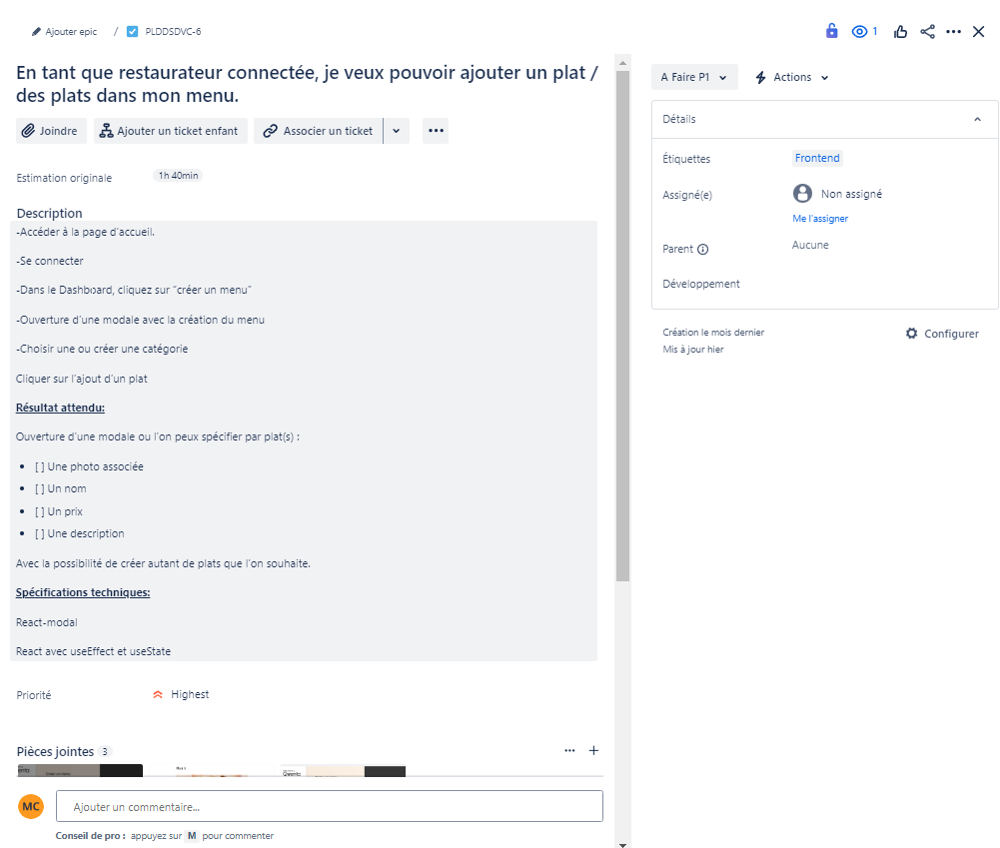 Ajouter epic / PLDDSDVC-6
1
En tant que restaurateur connectée, je veux pouvoir ajouter un plat /
des plats dans mon menu.
Joindre Ajouter un ticket enfant Associer un ticket
Estimation originale 1h 40min
Description
-Accéder à la page d'accueil.
-Se connecter
-Dans le Dashboard, cliquez sur “créer un menu”
-Ouverture d'une modale avec la création du menu
-Choisir une ou créer une catégorie
Cliquer sur l'ajout d'un plat
Résultat attendu:
Ouverture d'une modale ou l'on peux spécifier par plat(s) :
[ ] Une photo associée
[ ] Un nom
[ ] Un prix
[ ] Une description
Avec la possibilité de créer autant de plats que l'on souhaite.
Spécifications techniques:
React-modal
React avec useEffect et useState
Priorité Highest
Pièces jointes 3
Qwenta
MC Ajouter un commentaire...
Conseil de pro : appuyez sur M pour commenter
A Faire P1 Actions
Détails
Étiquettes Frontend
Assigné(e) Non assigné
Me l'assigner
Parent Aucune
Développement
Création le mois dernier
Mis à jour hier
Configurer